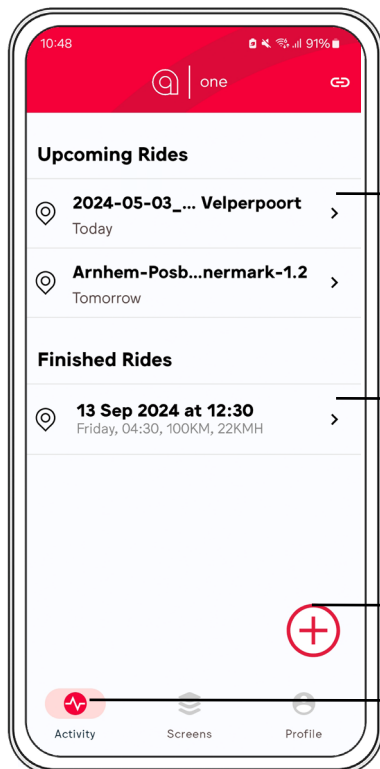 10:48
91%
a one
Upcoming Rides
2024-05-03_... Velperpoort
Today
Arnhem-Posb...nermark-1.2
Tomorrow
Finished Rides
13 Sep 2024 at 12:30
Friday, 04:30, 100KM, 22KMH
Activity Screens Profile